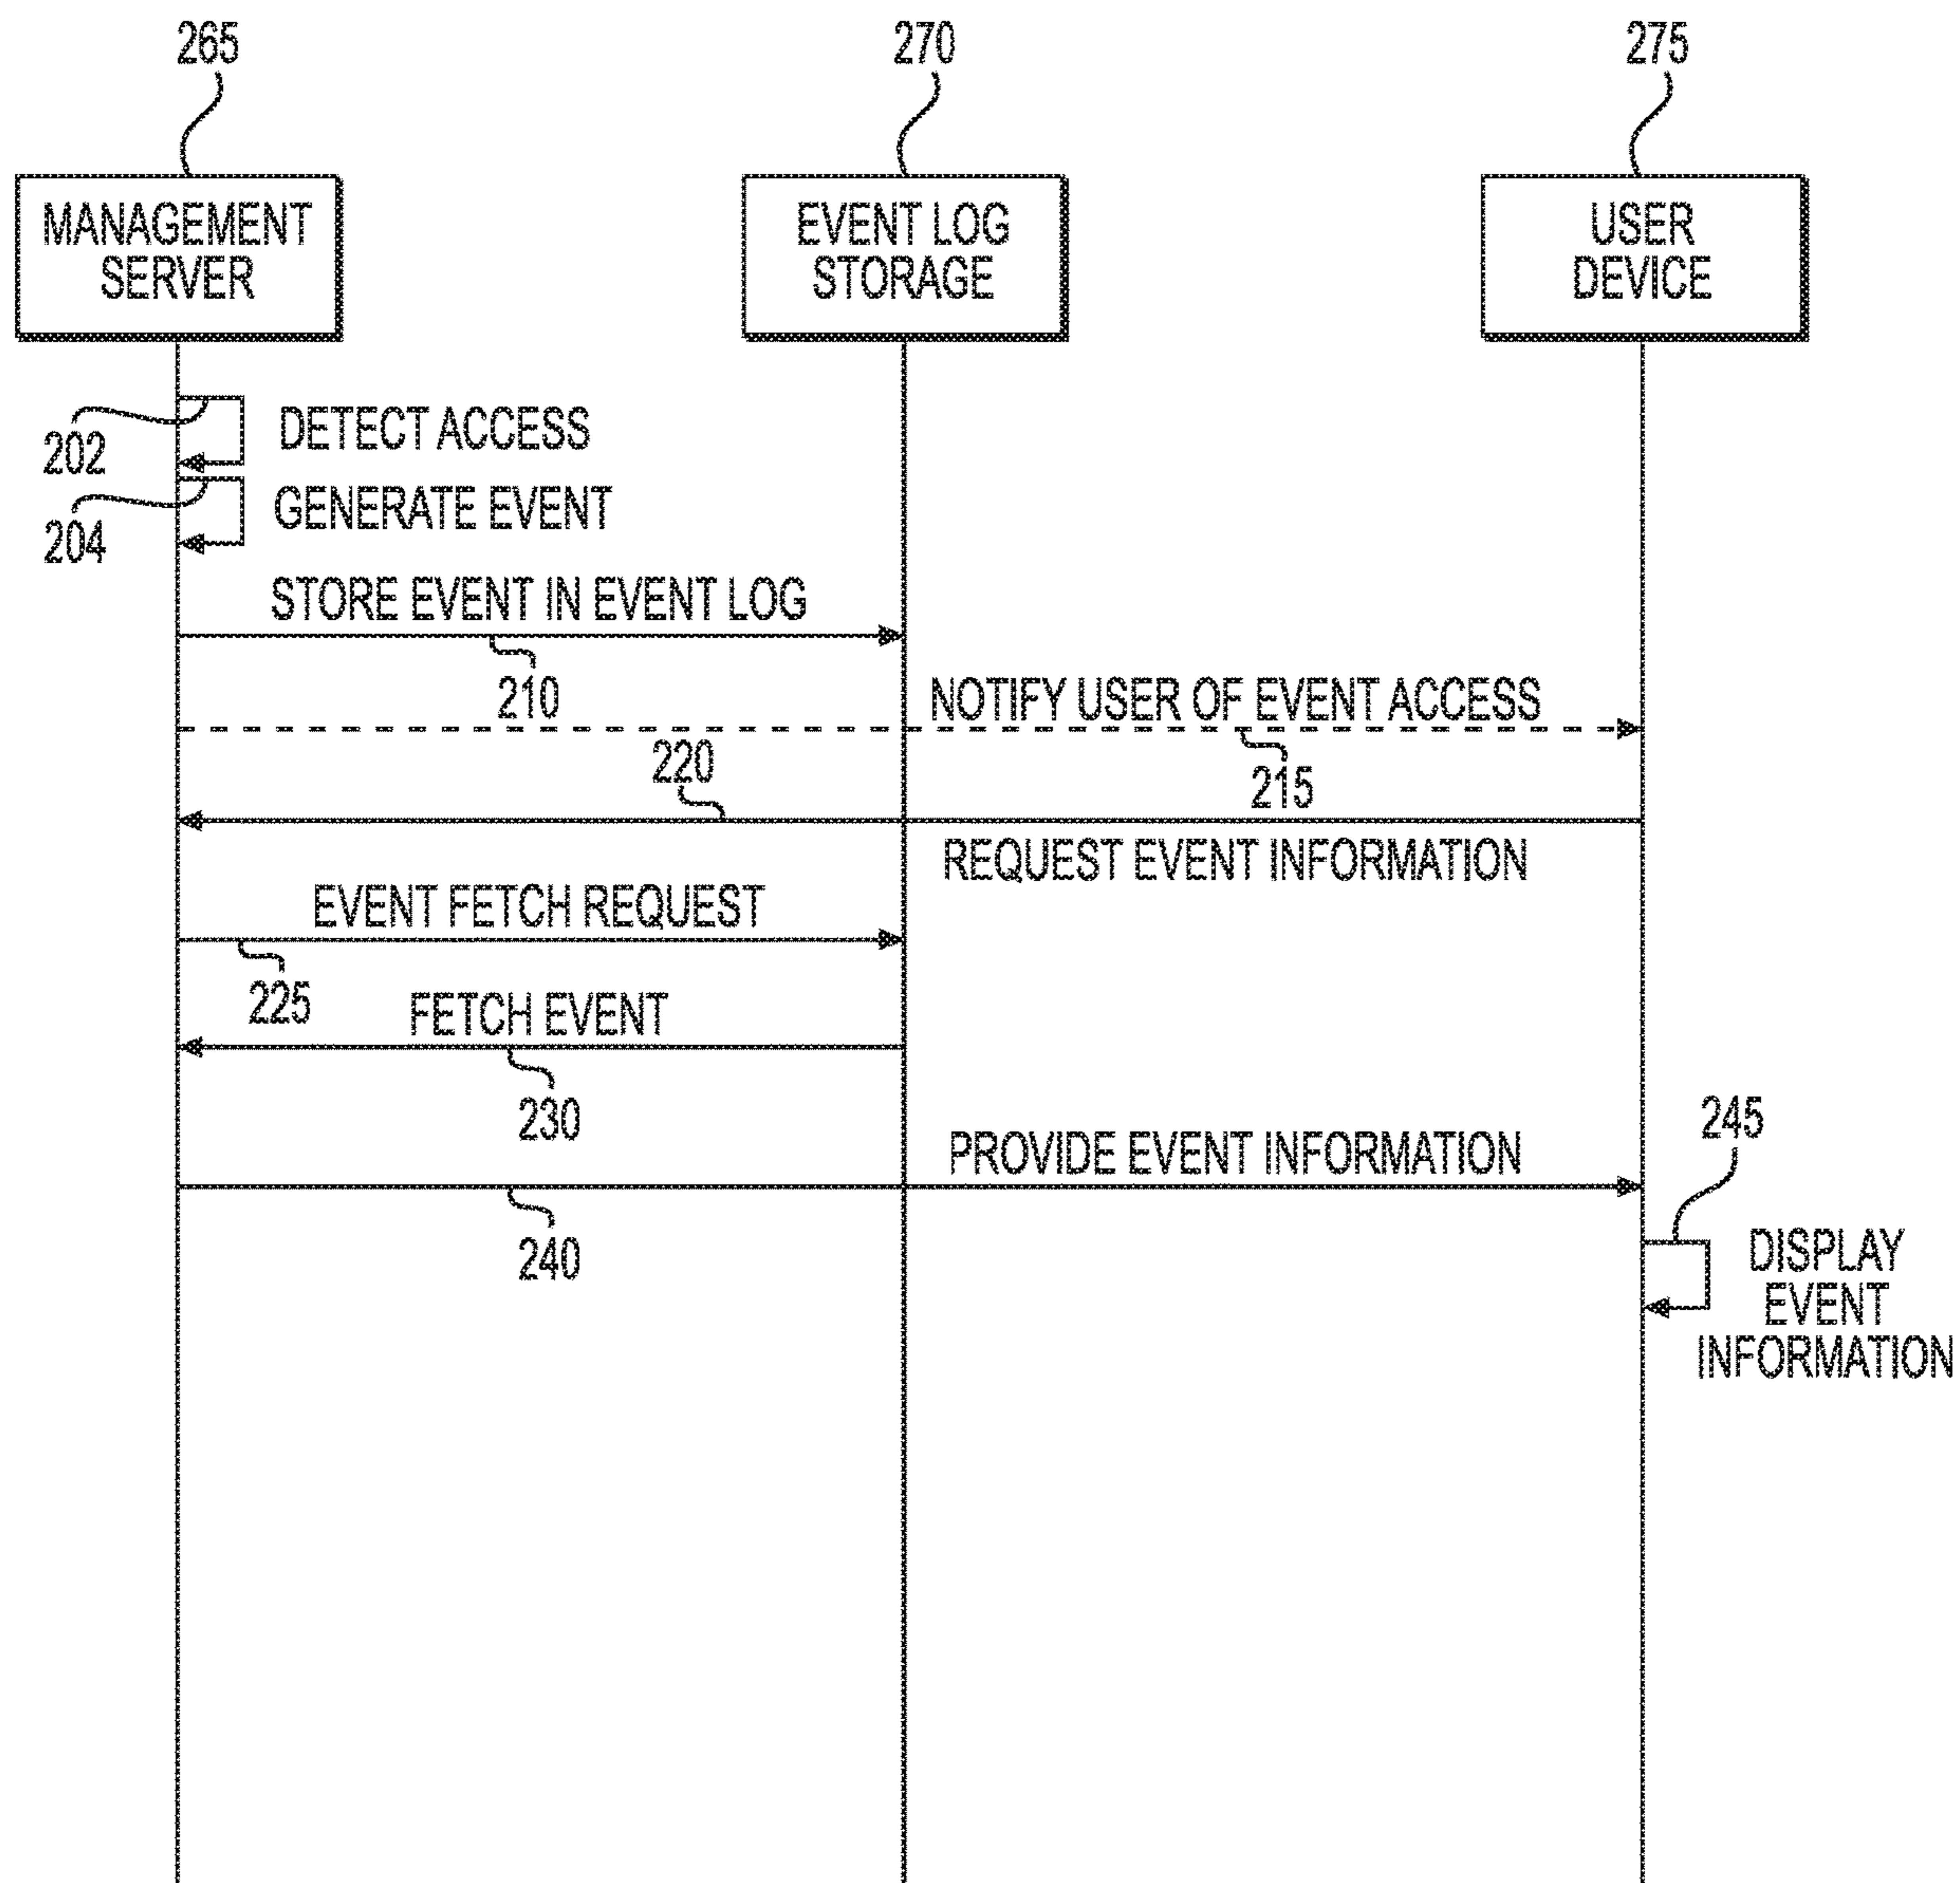 265
270
275
MANAGEMENT
SERVER
EVENT LOG
STORAGE
USER
DEVICE
202
DETECT ACCESS
204
GENERATE EVENT
STORE EVENT IN EVENT LOG
210
NOTIFY USER OF EVENT ACCESS
215
220
REQUEST EVENT INFORMATION
EVENT FETCH REQUEST
225
FETCH EVENT
230
PROVIDE EVENT INFORMATION
240
245
DISPLAY
EVENT
INFORMATION